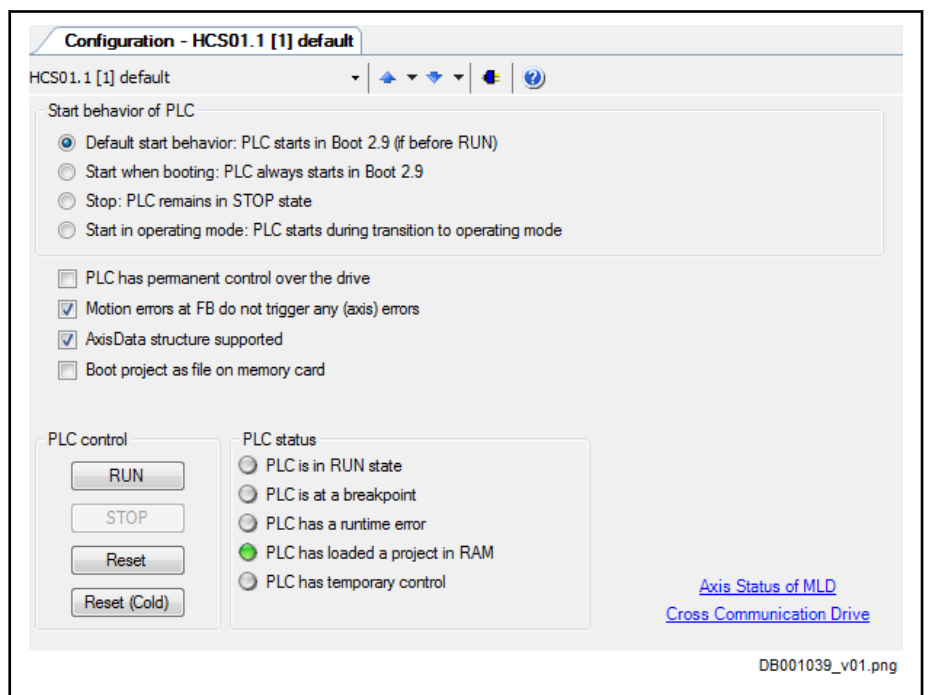 Configuration - HCS01.1 [1] default
HCS01.1 [1] default
Start behavior of PLC
Default start behavior: PLC starts in Boot 2.9 (if before RUN)
Start when booting: PLC always starts in Boot 2.9
Stop: PLC remains in STOP state
Start in operating mode: PLC starts during transition to operating mode
PLC has permanent control over the drive
Motion errors at FB do not trigger any (axis) errors
AxisData structure supported
Boot project as file on memory card
PLC control
RUN
STOP
Reset
Reset (Cold)
PLC status
PLC is in RUN state
PLC is at a breakpoint
PLC has a runtime error
PLC has loaded a project in RAM
PLC has temporary control
Axis Status of MLD
Cross Communication Drive
DB001039_v01.png